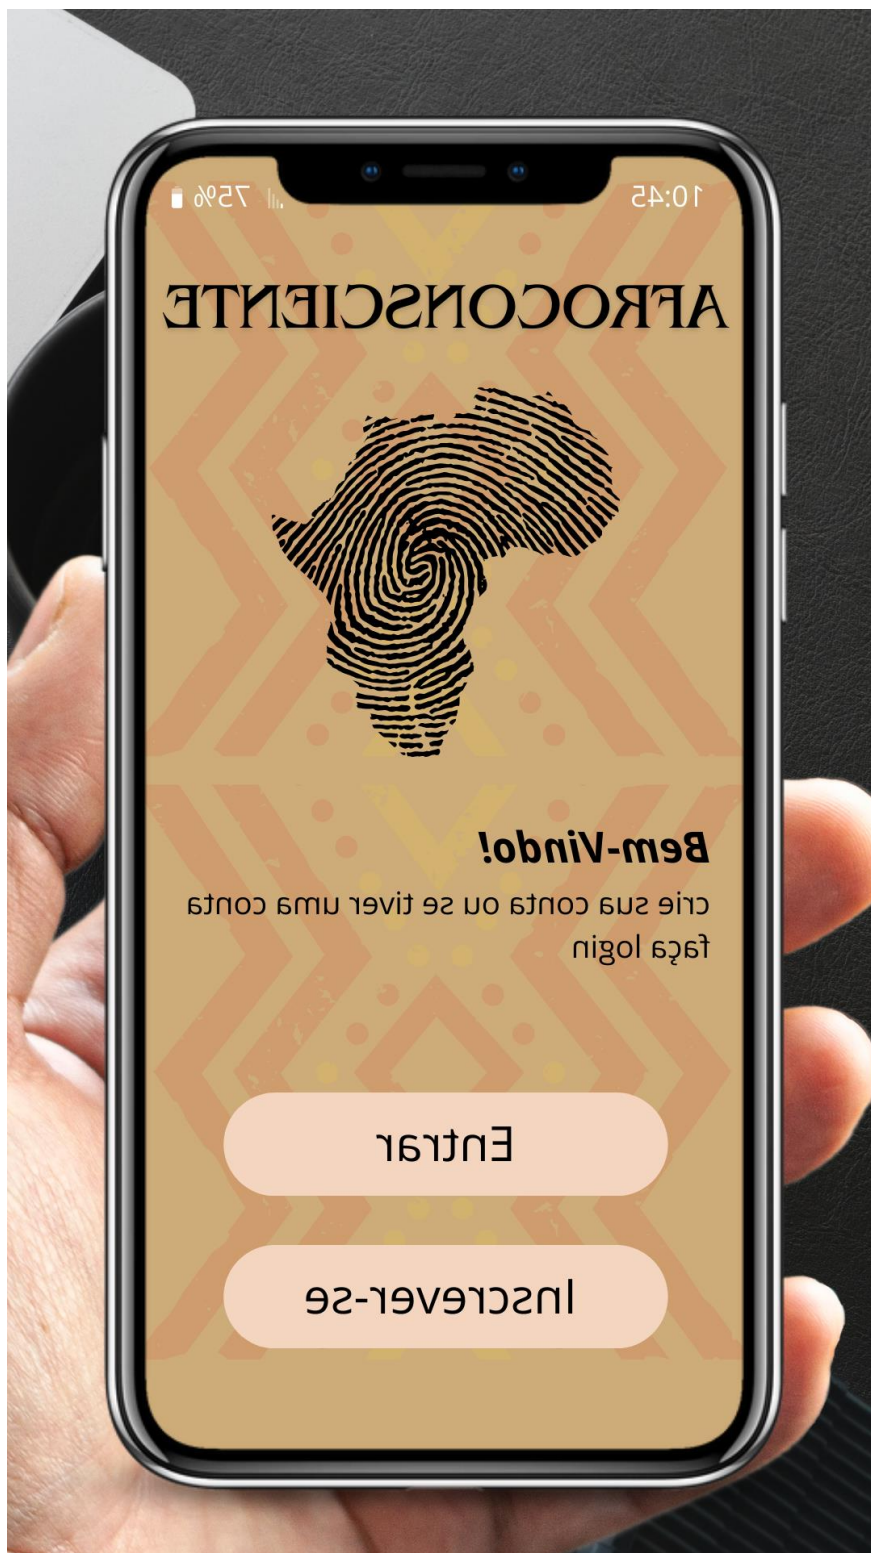 10:45 75%
AFROCONSCIENTE
Bem-Vindo!
crie sua conta ou se tiver uma conta
faça login
Entrar
Inscrever-se